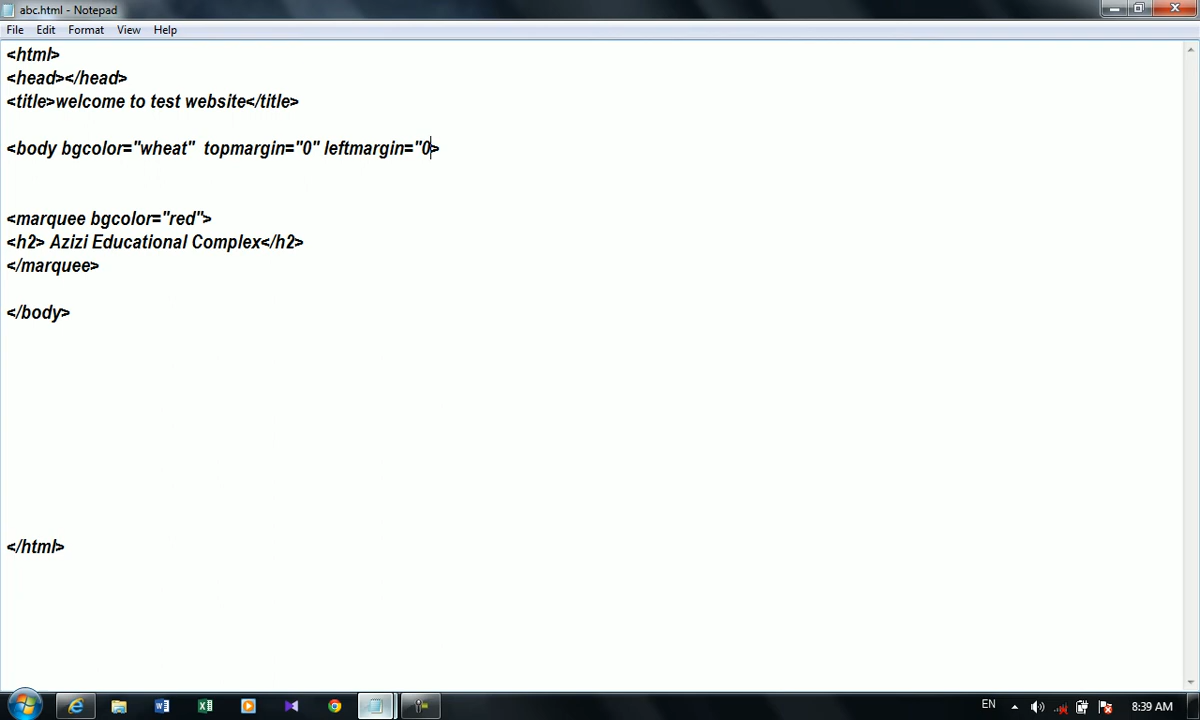 abc.html - Notepad
File Edit Format View Help
<html>
<head></head>
<title>welcome to test website</title>
<body bgcolor="wheat"  topmargin="0" leftmargin="0>
<marquee bgcolor="red">
<h2> Azizi Educational Complex</h2>
</marquee>
</body>
</html>
EN 8:39 AM